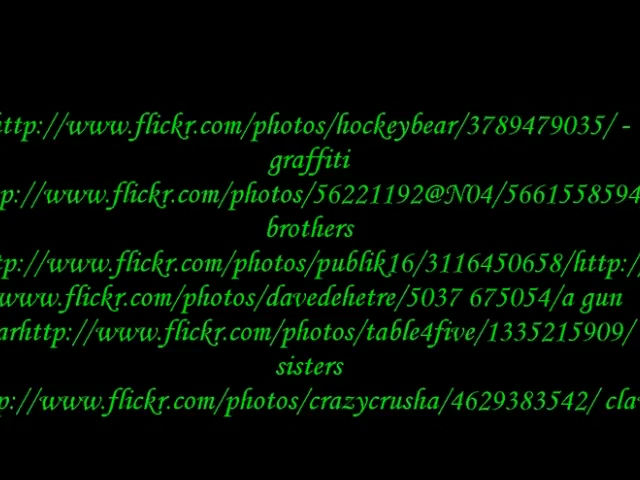 http://www.flickr.com/photos/hockeybear/3789479035/ -
graffiti
p://www.flickr.com/photos/56221192@N04/5661558594
brothers
tp://www.flickr.com/photos/publik16/3116450658/http:/
www.flickr.com/photos/davedehetre/5037 675054/a gun
arhttp://www.flickr.com/photos/table4five/1335215909/
sisters
p://www.flickr.com/photos/crazycrusha/4629383542/ cla